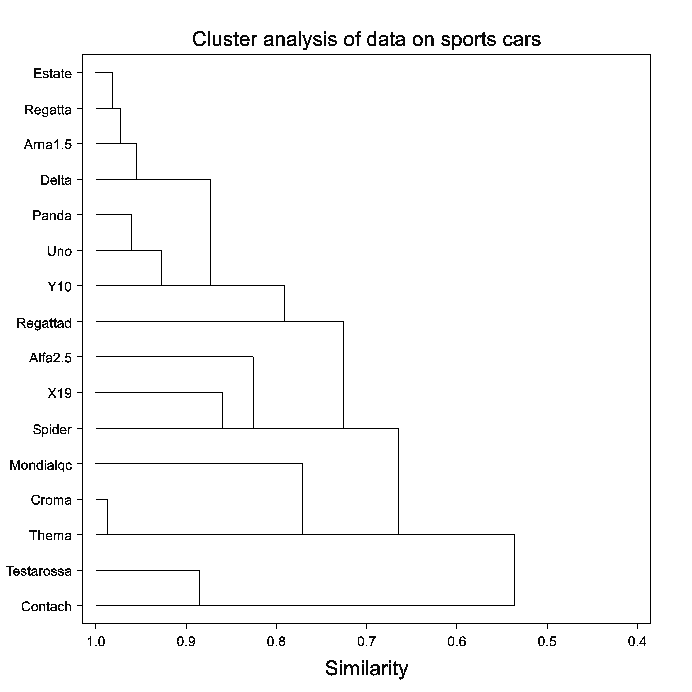 Cluster analysis of data on sports cars
Estate
Regatta
Arna1.5
Delta
Panda
Uno
Y10
Regattad
Alfa2.5
X19
Spider
Mondialqc
Croma
Thema
Testarossa
Contach
1.0 0.9 0.8 0.7 0.6 0.5 0.4
Similarity